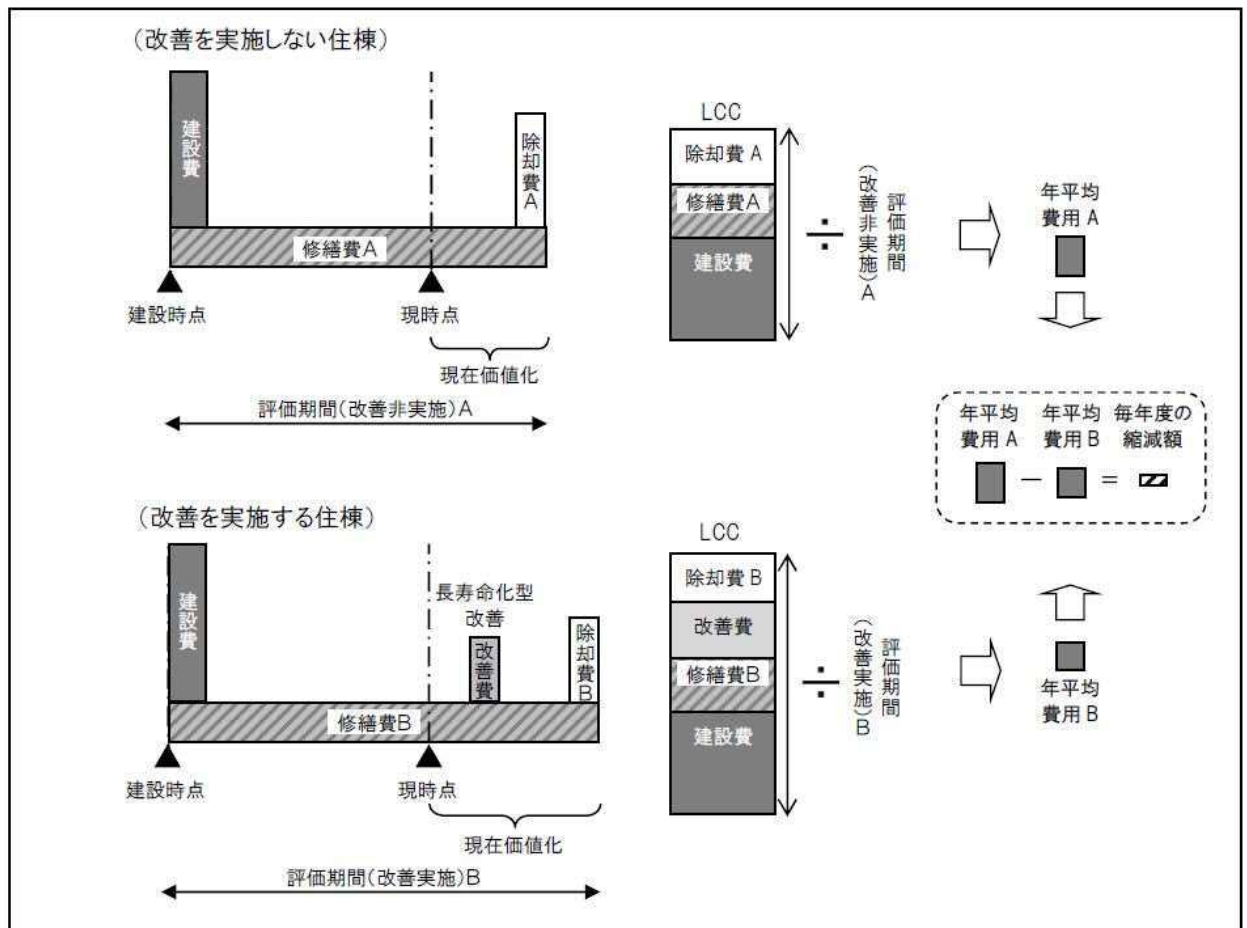 （改善を実施しない住棟）
建設費
除却費A
修繕費A
建設時点
現時点
現在価値化
評価期間（改善非実施）A
LCC
除却費 A
修繕費A
建設費
÷
評価期間
（改善非実施）A
年平均
費用 A
年平均 年平均 毎年度の
費用 A 費用 B 縮減額
－ ＝
（改善を実施する住棟）
建設費
長寿命化型
改善
改善費
除却費B
修繕費B
建設時点
現時点
現在価値化
評価期間（改善実施）B
LCC
除却費 B
改善費
修繕費B
建設費
÷
評価期間
（改善実施）B
年平均
費用 B